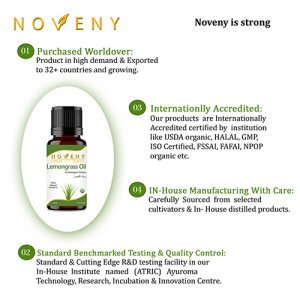 NOVENY
Noveny is strong
01
Purchased Worldover:
Product in high demand & Exported
to 32+ countries and growing.
NOVENY
Lemongrass Oil
03
Internationlly Accredited:
Our procducts are Internationally
Accredited certified by institution
like USDA organic, HALAL, GMP,
ISO Certified, FSSAI, FAFAI, NPOP
organic etc.
04
IN-House Manufacturing With Care:
Carefully Sourced from selected
cultivators & In- House distilled products.
02
Standard Benchmarked Testing & Quality Control:
Standard & Cutting Edge R&D testing facility in our
In-House Institute named (ATRIC) Ayuroma
Technology, Research, Incubation & Innovation Centre.